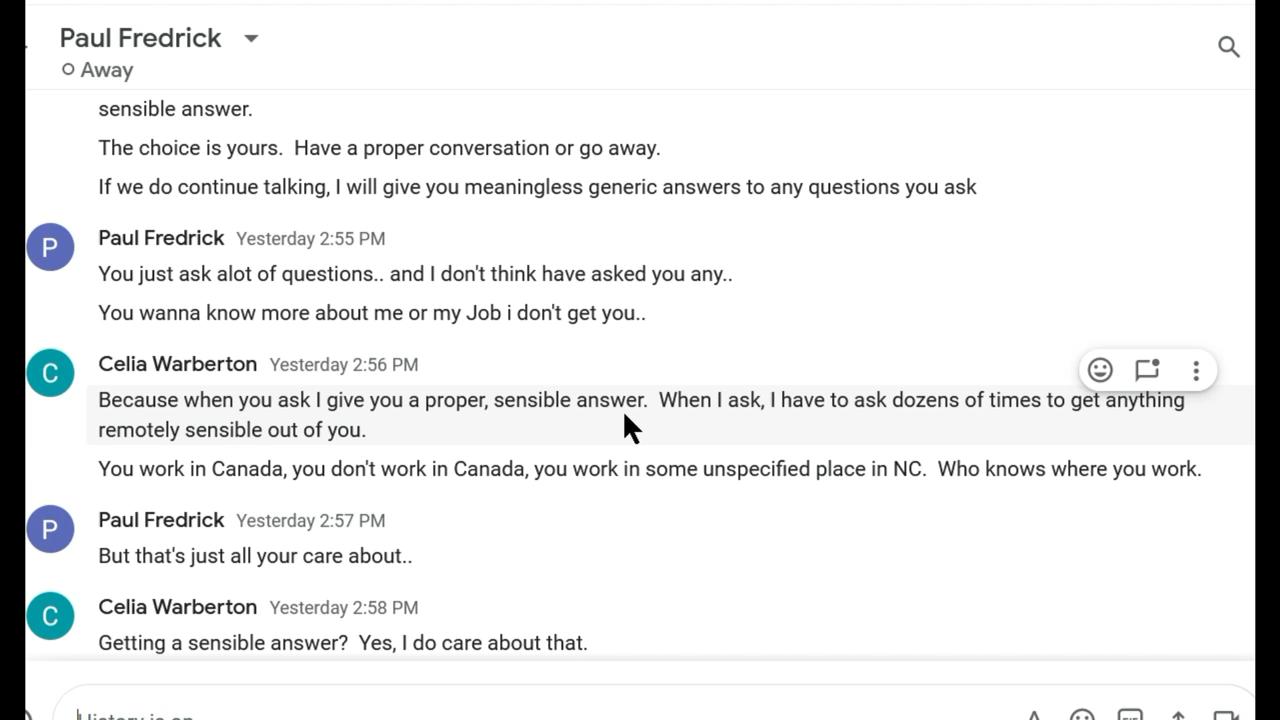 Paul Fredrick
Away
sensible answer.
The choice is yours.  Have a proper conversation or go away.
If we do continue talking, I will give you meaningless generic answers to any questions you ask
P
Paul Fredrick Yesterday 2:55 PM
You just ask alot of questions.. and I don't think have asked you any..
You wanna know more about me or my Job i don't get you..
C
Celia Warberton Yesterday 2:56 PM
Because when you ask I give you a proper, sensible answer.  When I ask, I have to ask dozens of times to get anything
remotely sensible out of you.
You work in Canada, you don't work in Canada, you work in some unspecified place in NC.  Who knows where you work.
P
Paul Fredrick Yesterday 2:57 PM
But that's just all your care about..
C
Celia Warberton Yesterday 2:58 PM
Getting a sensible answer?  Yes, I do care about that.
History is on